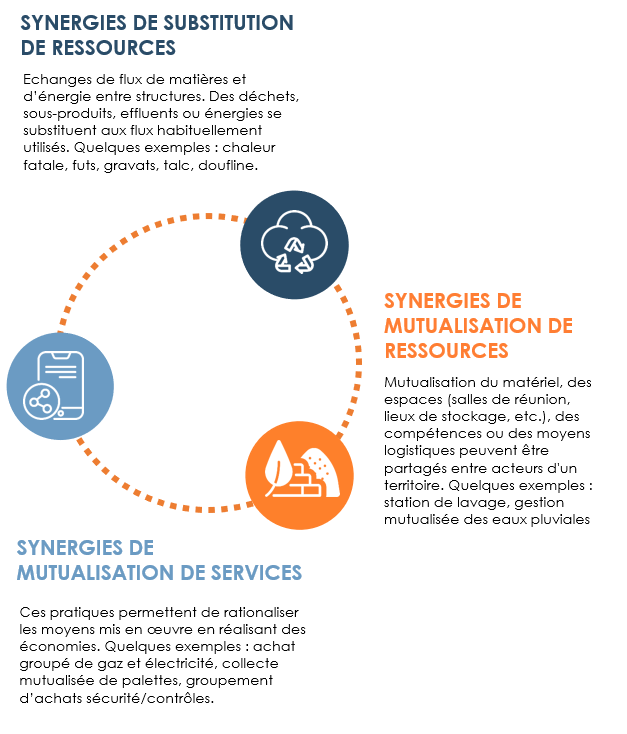 SYNERGIES DE SUBSTITUTION
DE RESSOURCES
Echanges de flux de matières et
d’énergie entre structures. Des déchets,
sous-produits, effluents ou énergies se
substituent aux flux habituellement
utilisés. Quelques exemples : chaleur
fatale, futs, gravats, talc, doufline.
SYNERGIES DE
MUTUALISATION DE
RESSOURCES
Mutualisation du matériel, des
espaces (salles de réunion,
lieux de stockage, etc.), des
compétences ou des moyens
logistiques peuvent être
partagés entre acteurs d'un
territoire. Quelques exemples :
station de lavage, gestion
mutualisée des eaux pluviales
SYNERGIES DE
MUTUALISATION DE SERVICES
Ces pratiques permettent de rationaliser
les moyens mis en œuvre en réalisant des
économies. Quelques exemples : achat
groupé de gaz et électricité, collecte
mutualisée de palettes, groupement
d’achats sécurité/contrôles.